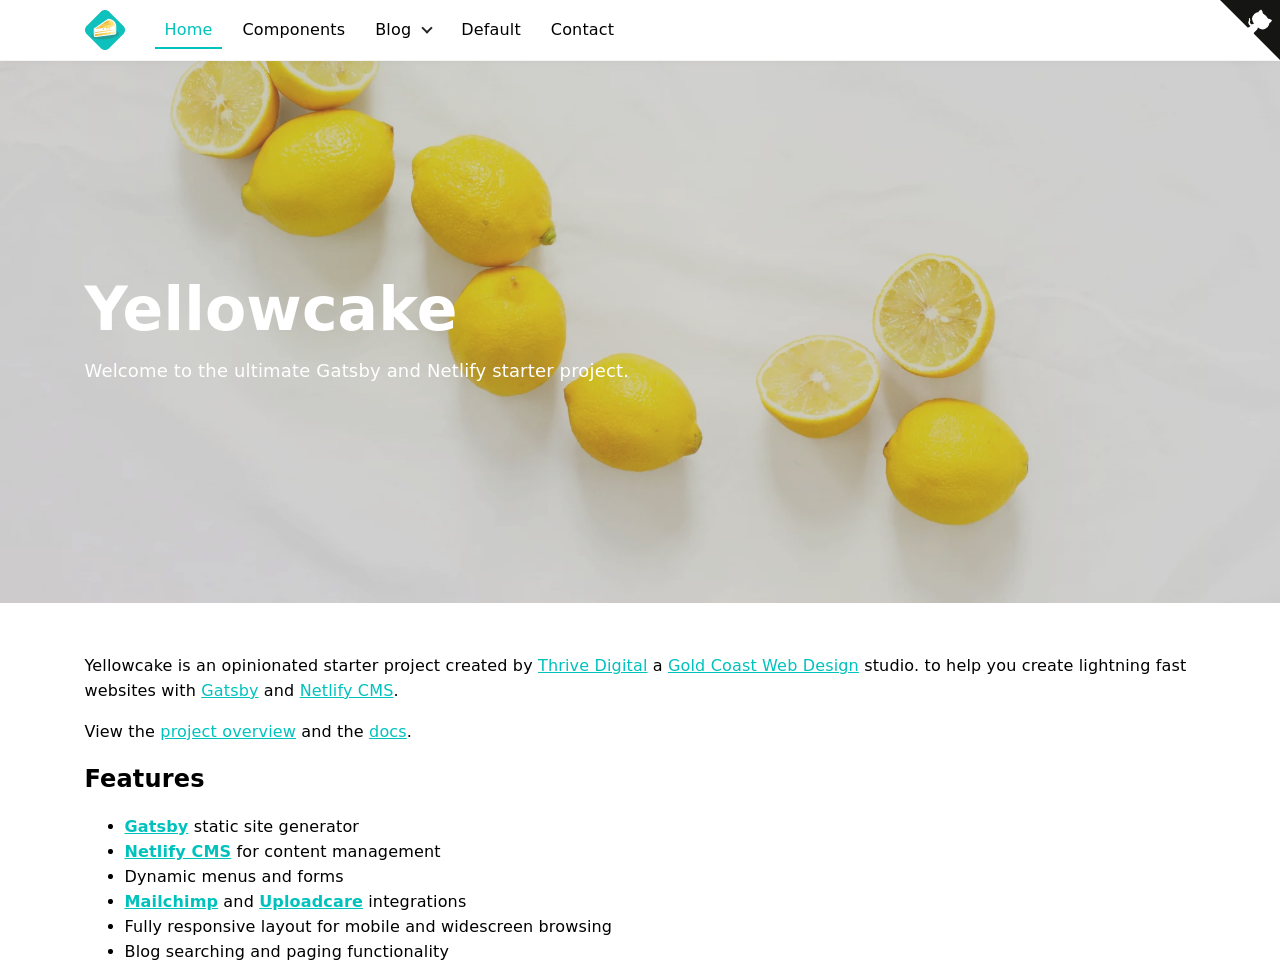 Home Components Blog Default Contact
Yellowcake
Welcome to the ultimate Gatsby and Netlify starter project.
Yellowcake is an opinionated starter project created by Thrive Digital a Gold Coast Web Design studio. to help you create lightning fast
websites with Gatsby and Netlify CMS.
View the project overview and the docs.
Features
Gatsby static site generator
Netlify CMS for content management
Dynamic menus and forms
Mailchimp and Uploadcare integrations
Fully responsive layout for mobile and widescreen browsing
Blog searching and paging functionality